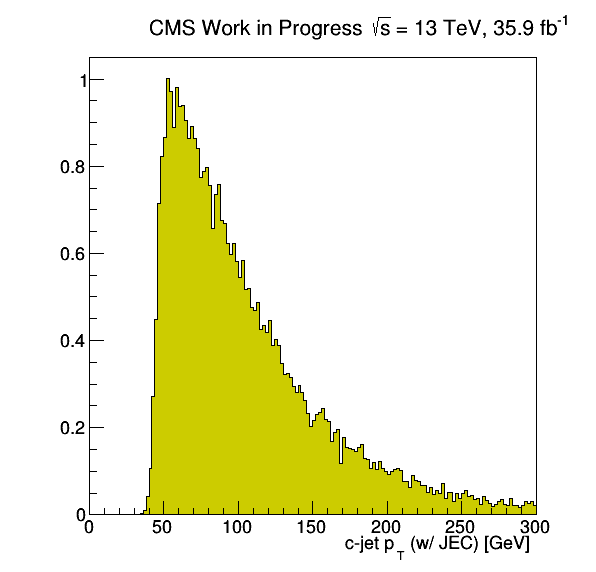 CMS Work in Progress √s = 13 TeV, 35.9 fb⁻¹
1
0.8
0.6
0.4
0.2
0
0 50 100 150 200 250 300
c-jet p_T (w/ JEC) [GeV]